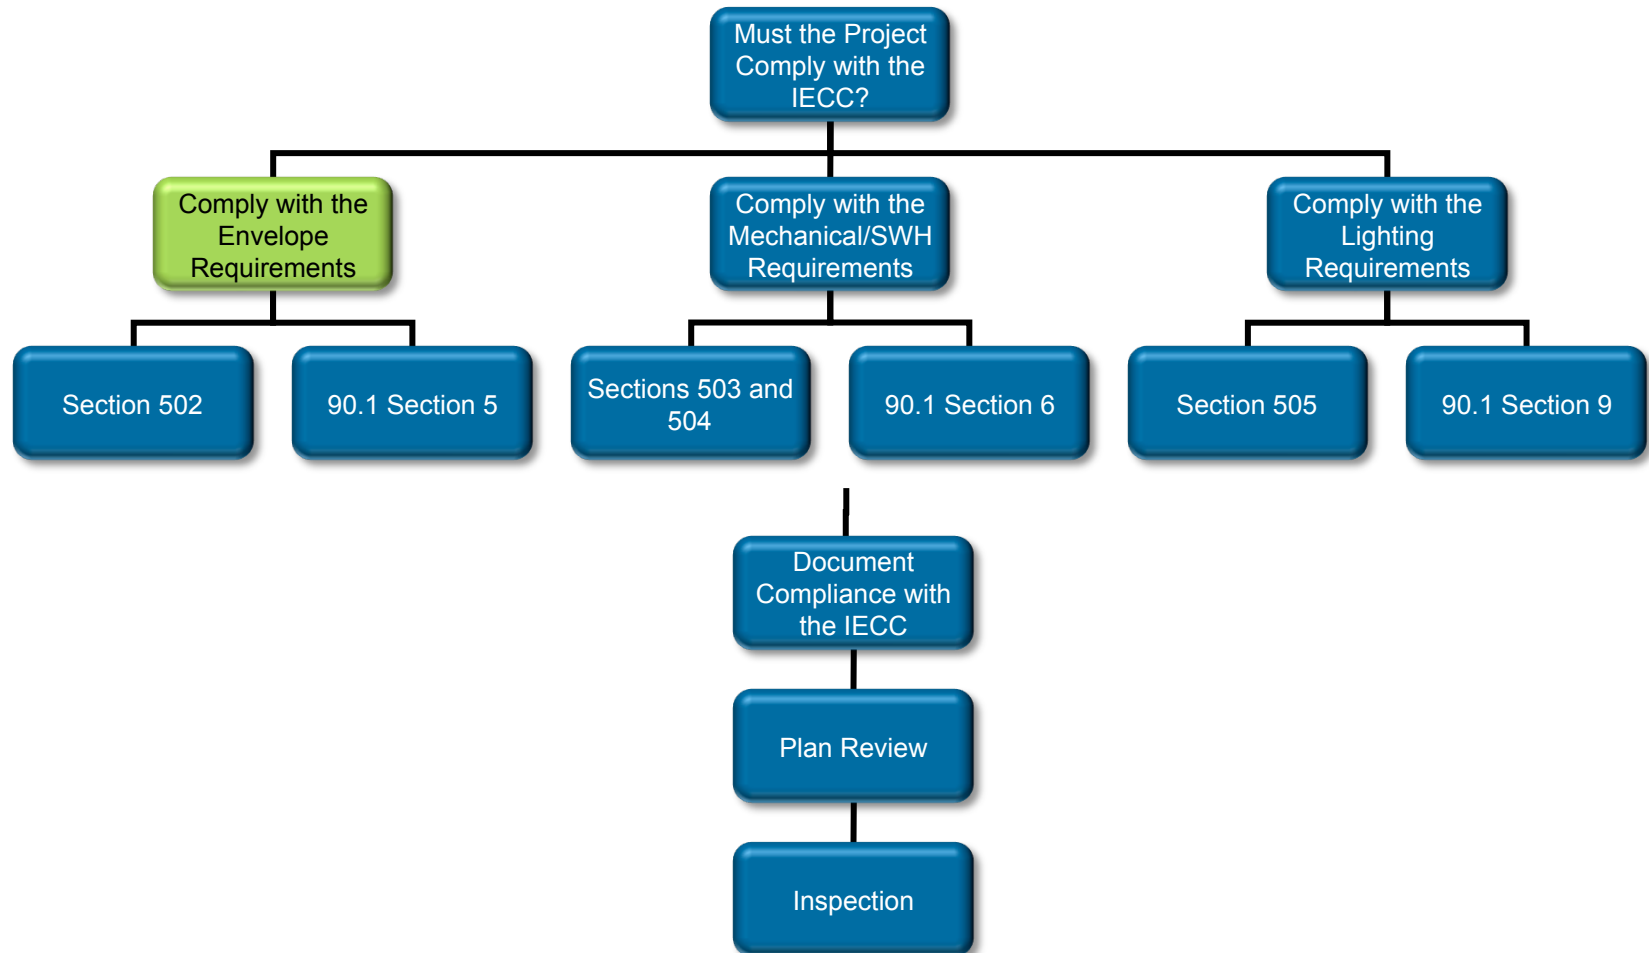 Must the Project
Comply with the
IECC?
Comply with the
Envelope
Requirements
Comply with the
Mechanical/SWH
Requirements
Comply with the
Lighting
Requirements
Section 502
90.1 Section 5
Sections 503 and
504
90.1 Section 6
Section 505
90.1 Section 9
Document
Compliance with
the IECC
Plan Review
Inspection